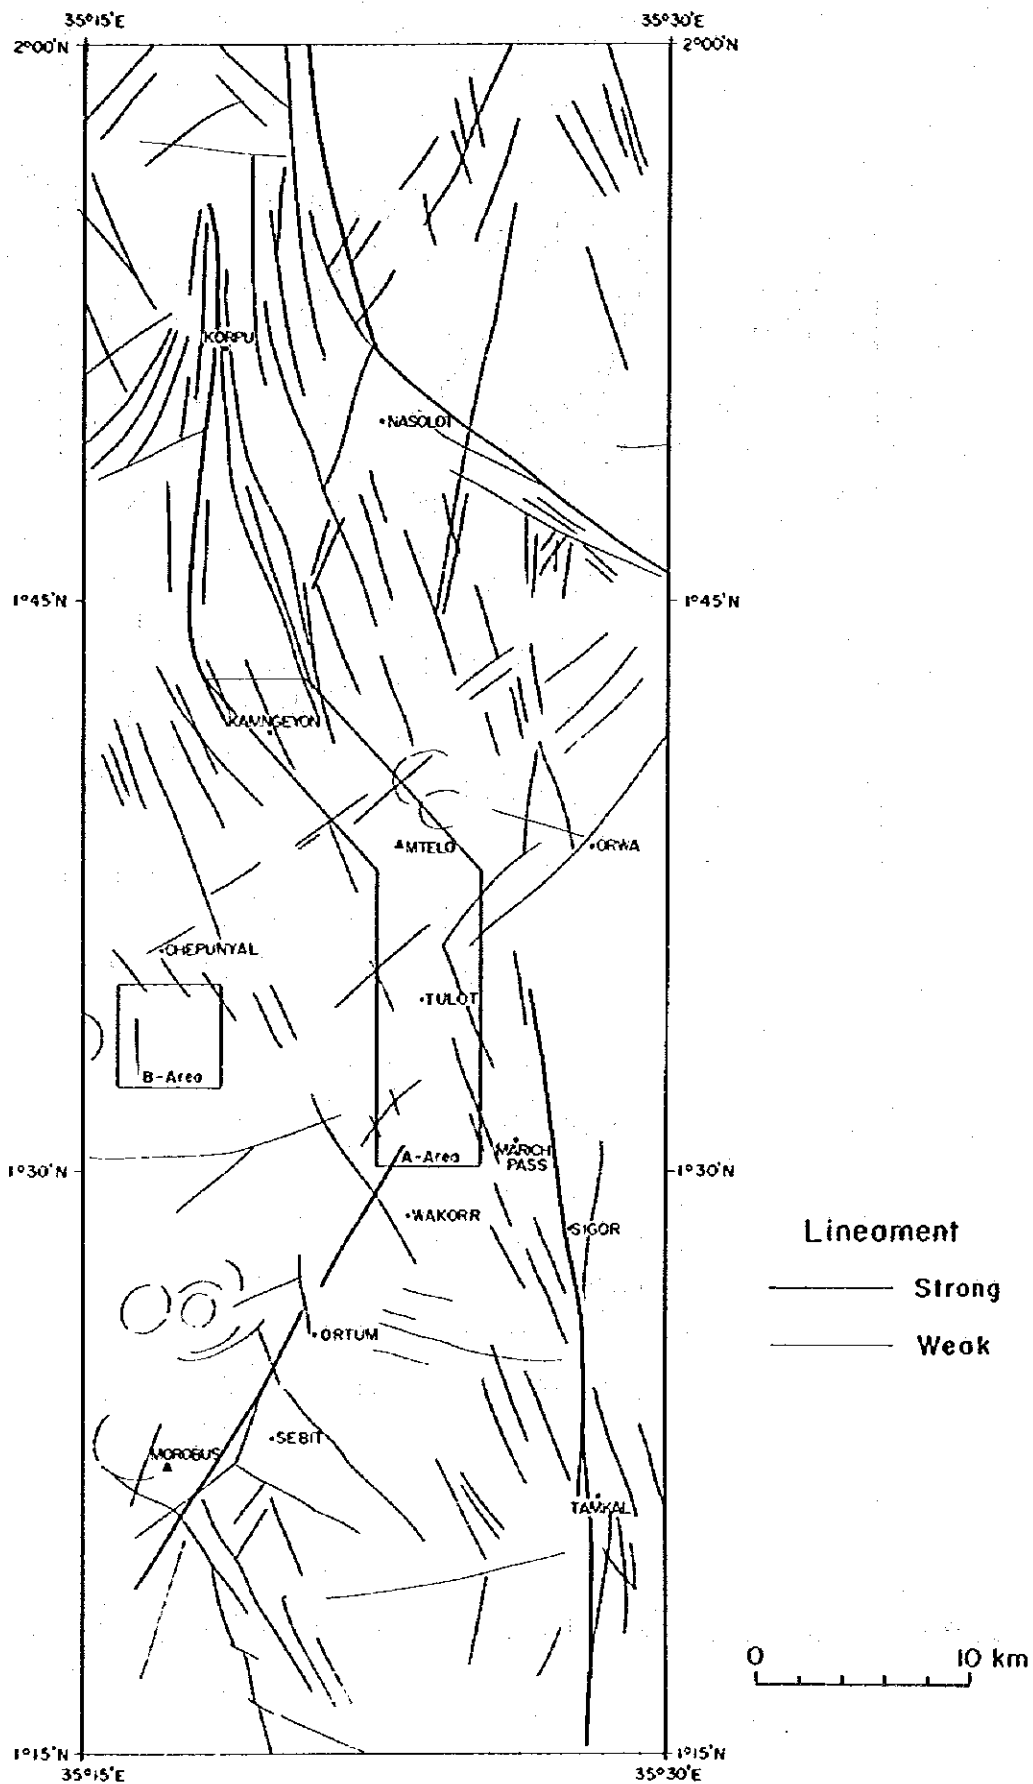 35°15'E
35°30'E
2°00'N
2°00'N
KORPU
NASOLOT
1°45'N
1°45'N
KAMNGEYON
MTELO
ORWA
CHEPUNYAL
TULOT
B-Area
MARICH
PASS
A-Area
1°30'N
1°30'N
WAKORR
SIGOR
Lineament
Strong
ORTUM
Weak
SEBIT
MOROBUS
TAMKAL
0
10 km
1°15'N
1°15'N
35°15'E
35°30'E